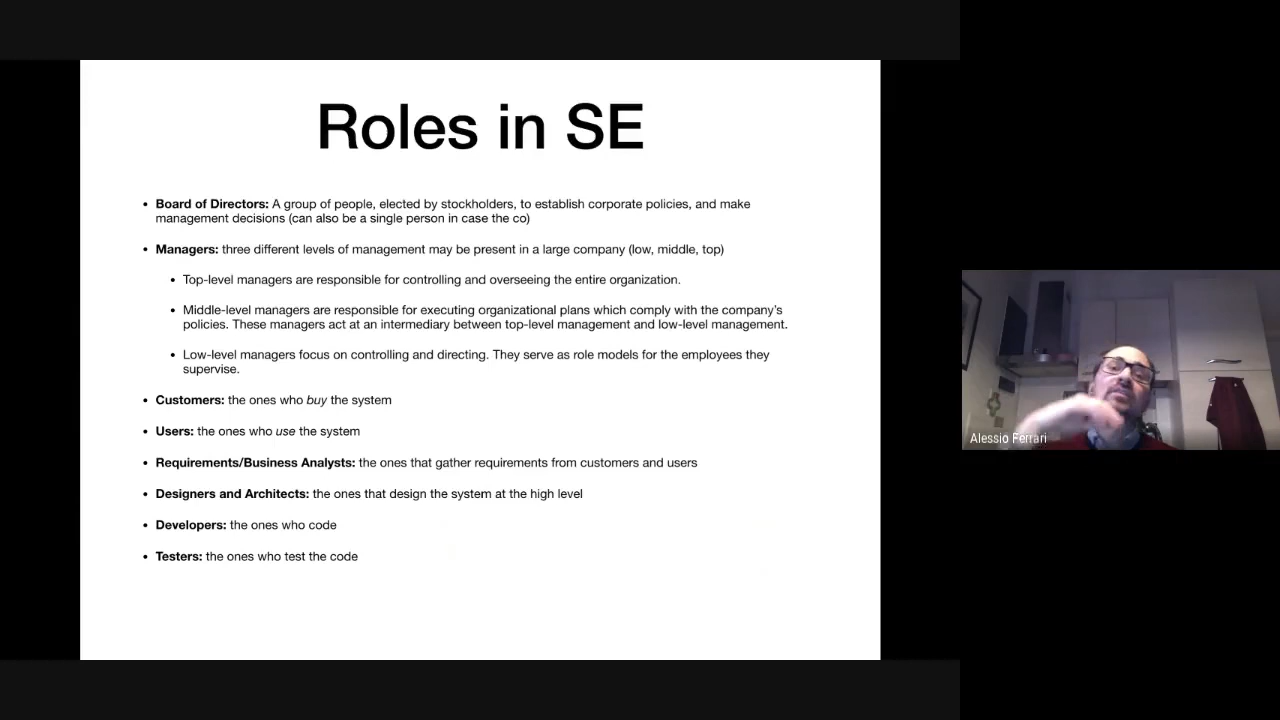 Roles in SE
• Board of Directors: A group of people, elected by stockholders, to establish corporate policies, and make
management decisions (can also be a single person in case the co)
• Managers: three different levels of management may be present in a large company (low, middle, top)
• Top-level managers are responsible for controlling and overseeing the entire organization.
• Middle-level managers are responsible for executing organizational plans which comply with the company's
policies. These managers act at an intermediary between top-level management and low-level management.
• Low-level managers focus on controlling and directing. They serve as role models for the employees they
supervise.
• Customers: the ones who buy the system
• Users: the ones who use the system
• Requirements/Business Analysts: the ones that gather requirements from customers and users
• Designers and Architects: the ones that design the system at the high level
• Developers: the ones who code
• Testers: the ones who test the code
Alessio Ferrari